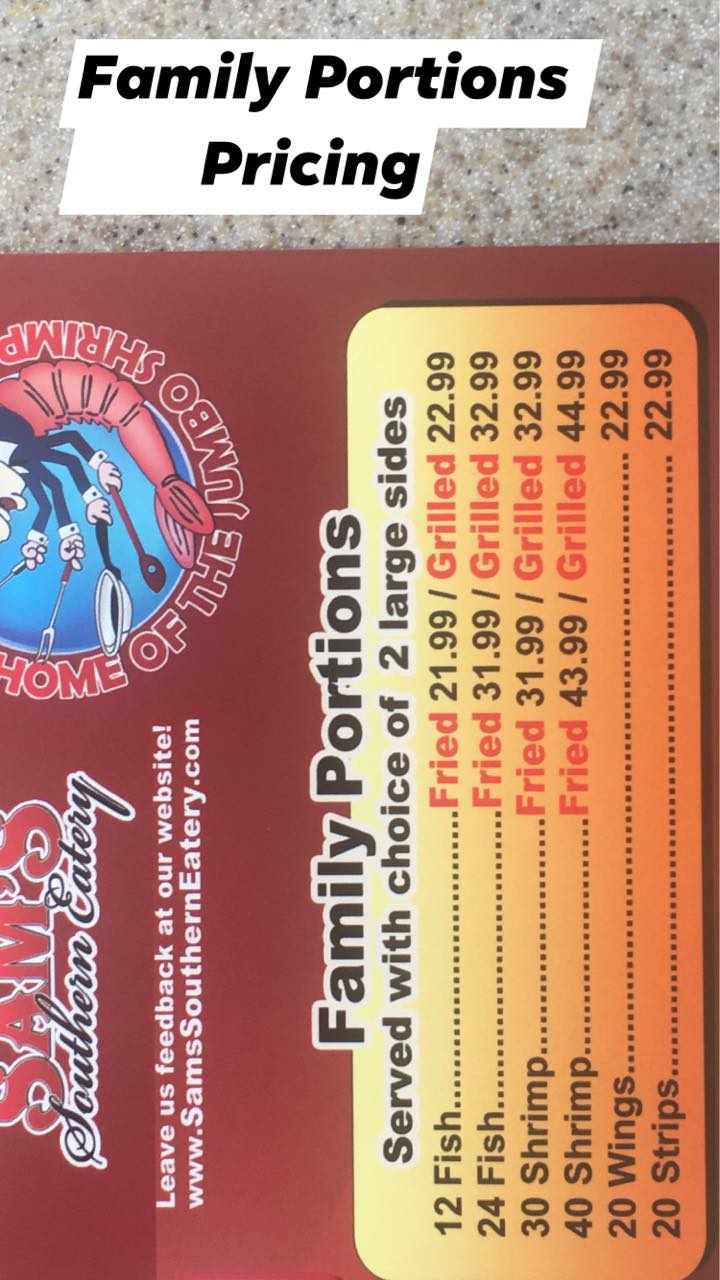 Family Portions
Pricing
HOME OF THE JUMBO SHRIMP
SAM'S
Southern Eatery
Leave us feedback at our website!
www.SamsSouthernEatery.com
Family Portions
Served with choice of 2 large sides
12 Fish..............................Fried 21.99 / Grilled 22.99
24 Fish..............................Fried 31.99 / Grilled 32.99
30 Shrimp.........................Fried 31.99 / Grilled 32.99
40 Shrimp.........................Fried 43.99 / Grilled 44.99
20 Wings............................................................ 22.99
20 Strips............................................................ 22.99